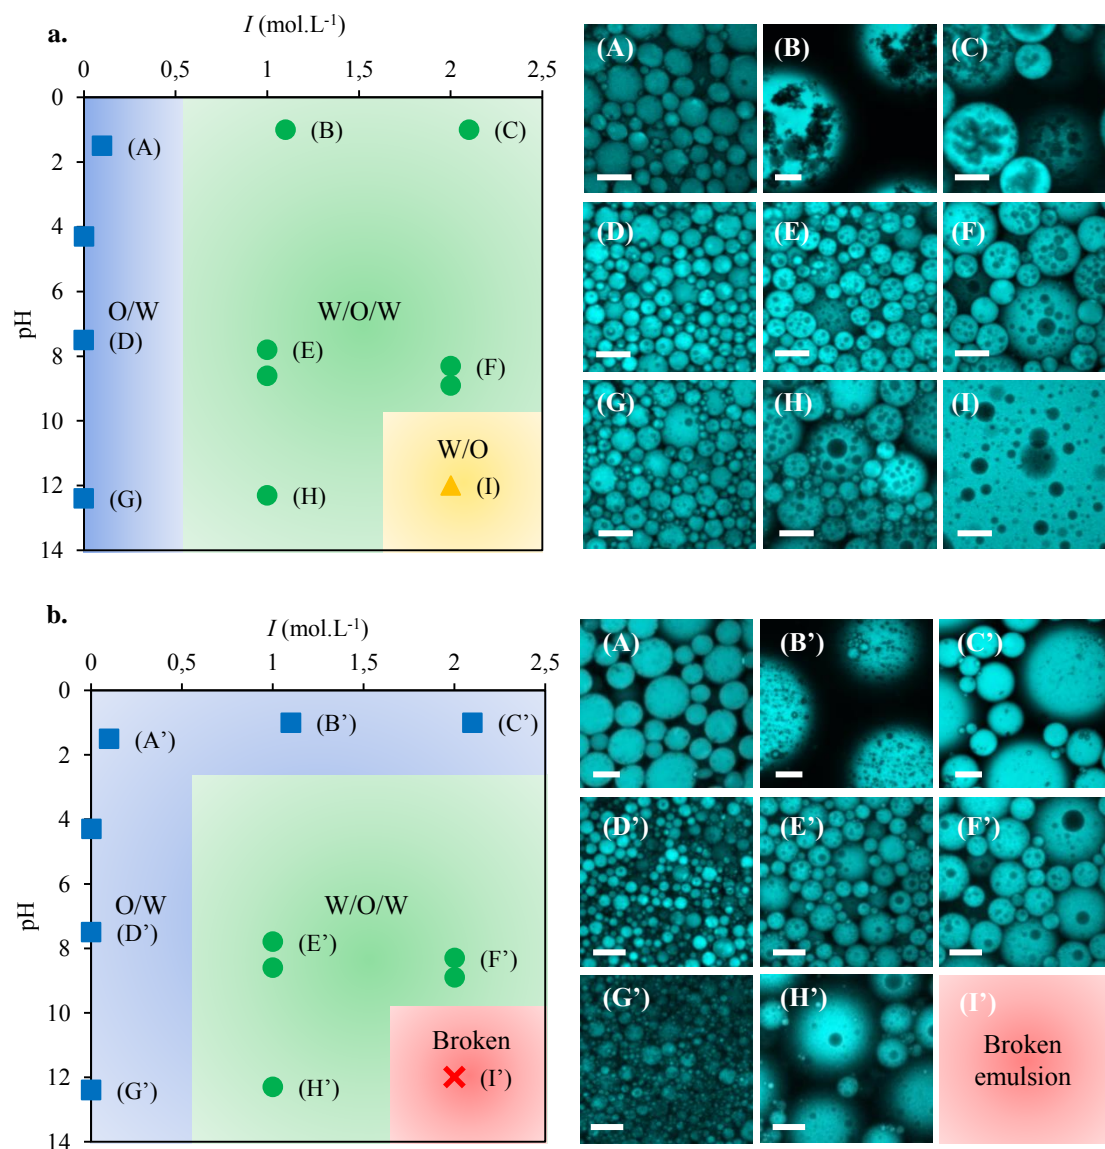 a.
I (mol.L-1)
0 0,5 1 1,5 2 2,5
0
2
4
6
8
10
12
14
pH
(A)
(B)
(C)
O/W
(D)
W/O/W
(E)
(F)
W/O
(G)
(H)
(I)
(A)
(B)
(C)
(D)
(E)
(F)
(G)
(H)
(I)
b.
I (mol.L-1)
0 0,5 1 1,5 2 2,5
0
2
4
6
8
10
12
14
pH
(A’)
(B’)
(C’)
O/W
(D’)
W/O/W
(E’)
(F’)
Broken
(G’)
(H’)
(I’)
(A)
(B’)
(C’)
(D’)
(E’)
(F’)
(G’)
(H’)
(I’)
Broken
emulsion